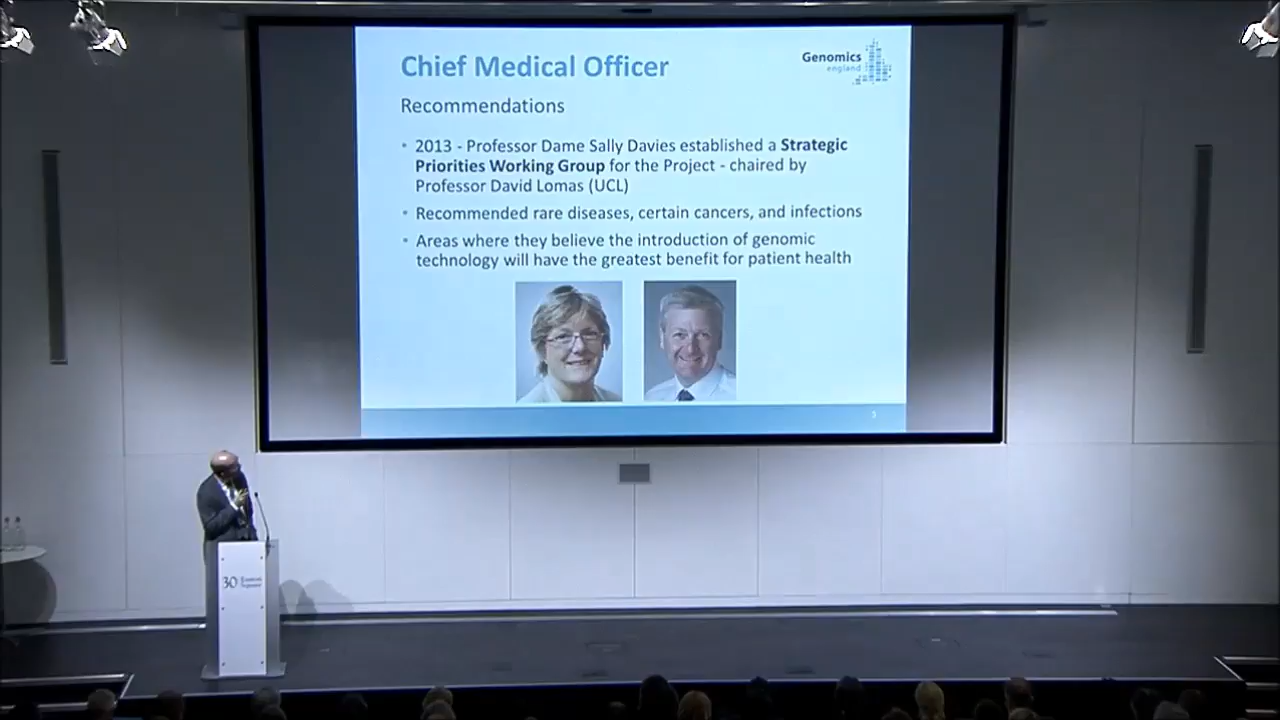 Chief Medical Officer
Genomics
england
Recommendations
• 2013 - Professor Dame Sally Davies established a Strategic
Priorities Working Group for the Project - chaired by
Professor David Lomas (UCL)
• Recommended rare diseases, certain cancers, and infections
• Areas where they believe the introduction of genomic
technology will have the greatest benefit for patient health
5
30